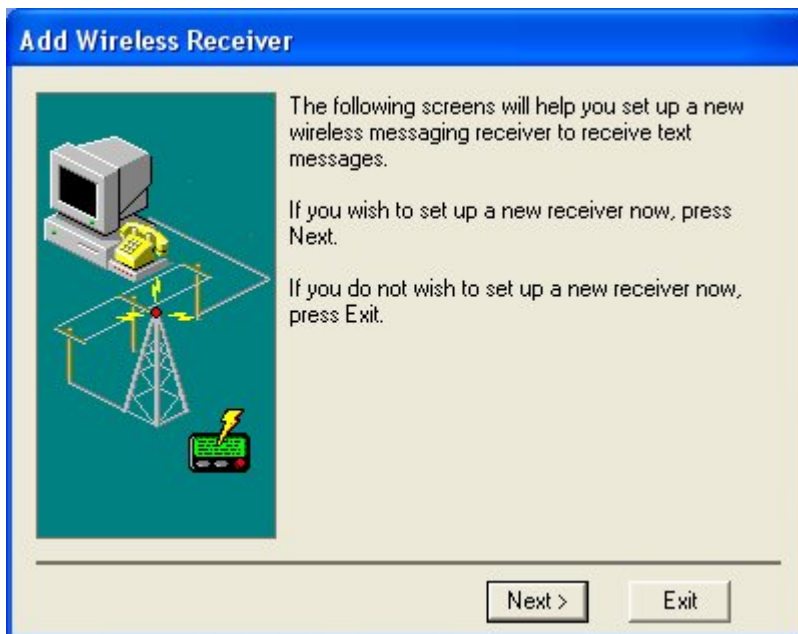 Add Wireless Receiver
The following screens will help you set up a new
wireless messaging receiver to receive text
messages.
If you wish to set up a new receiver now, press
Next.
If you do not wish to set up a new receiver now,
press Exit.
Next >
Exit